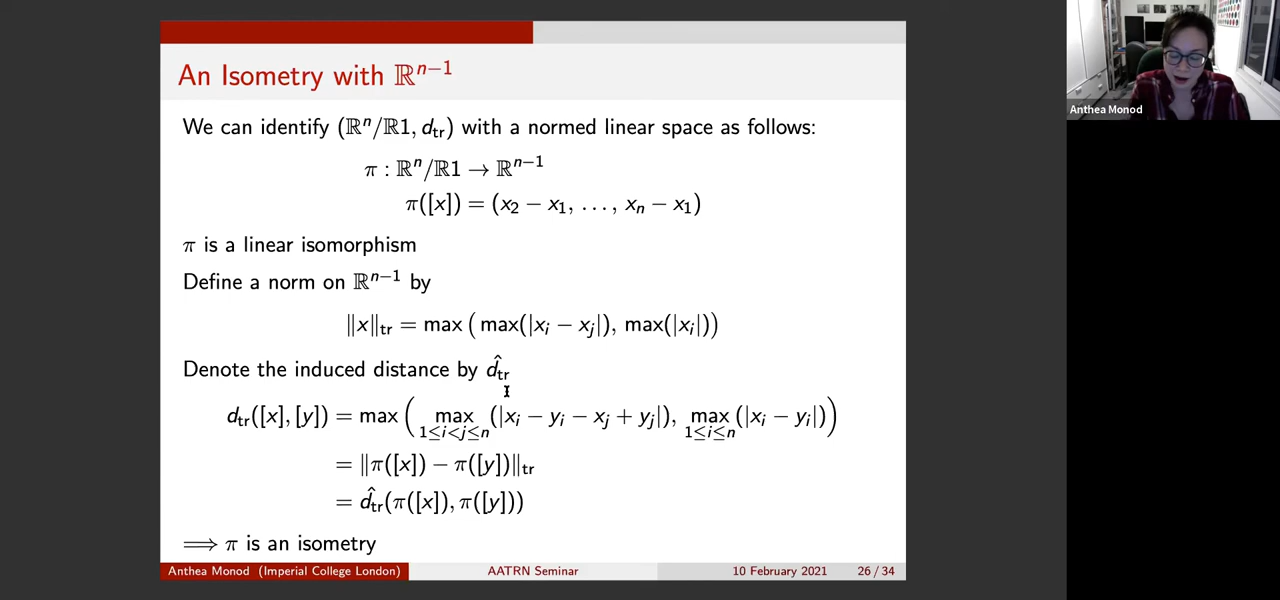 An Isometry with ℝⁿ⁻¹
We can identify (ℝⁿ/ℝ1, d_tr) with a normed linear space as follows:
π : ℝⁿ/ℝ1 → ℝⁿ⁻¹
π([x]) = (x₂ − x₁, …, xₙ − x₁)
π is a linear isomorphism
Define a norm on ℝⁿ⁻¹ by
‖x‖_tr = max(max(|xᵢ − xⱼ|), max(|xᵢ|))
Denote the induced distance by d̂_tr
d_tr([x], [y]) = max( max_{1≤i<j≤n} (|xᵢ − yᵢ − xⱼ + yⱼ|), max_{1≤i≤n} (|xᵢ − yᵢ|) )
= ‖π([x]) − π([y])‖_tr
= d̂_tr(π([x]), π([y]))
⟹ π is an isometry
Anthea Monod (Imperial College London) AATRN Seminar 10 February 2021 26 / 34
Anthea Monod